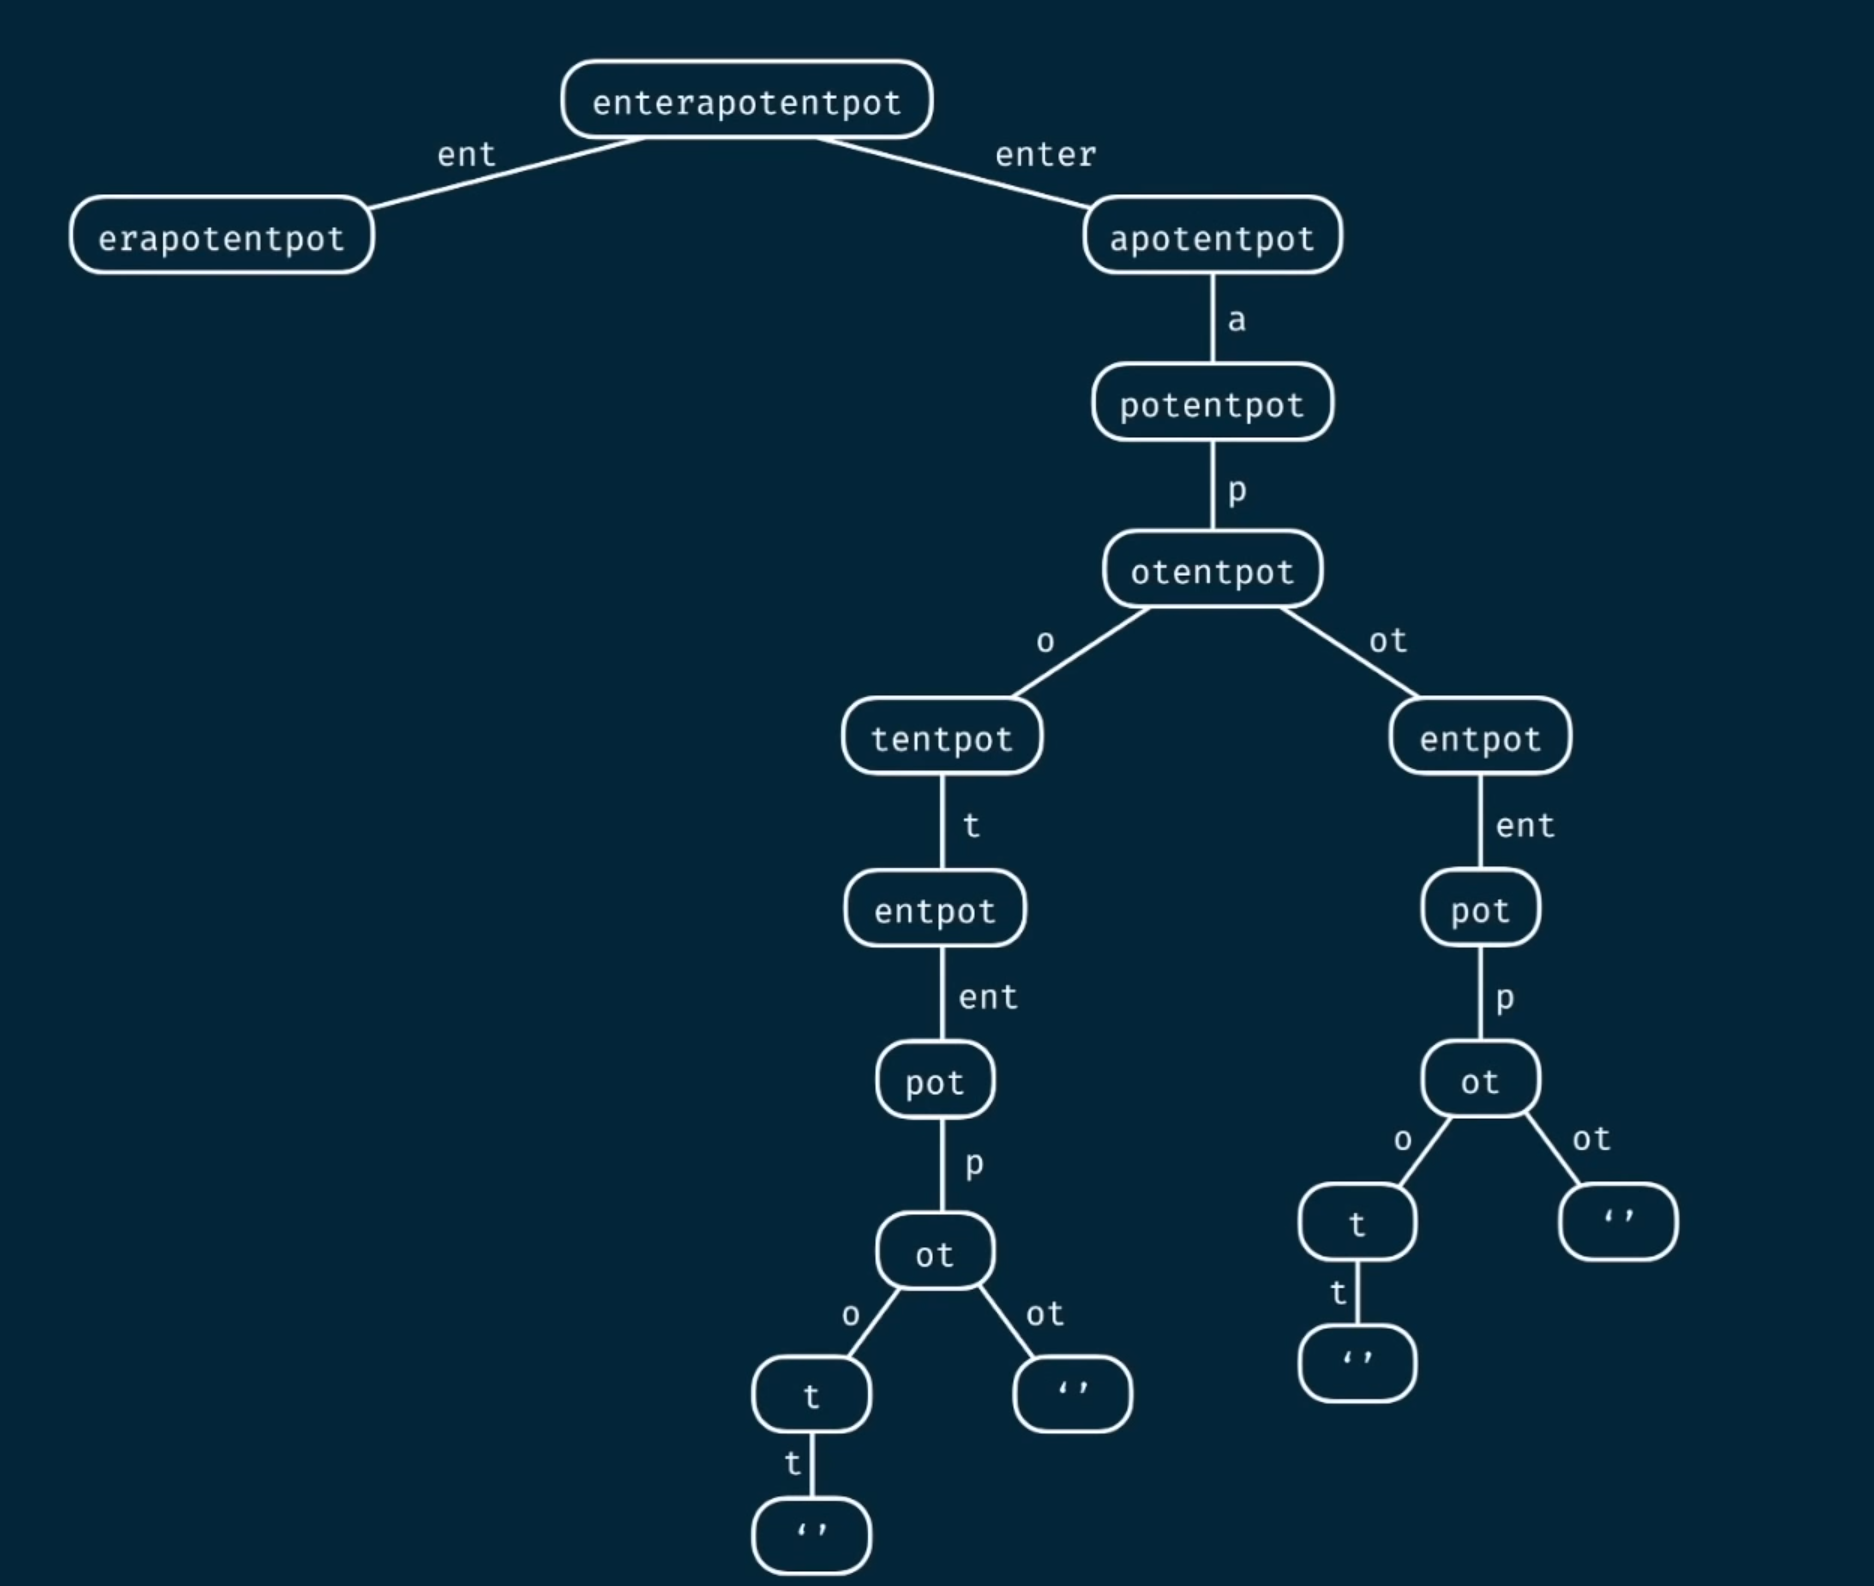 enterapotentpot
ent
enter
erapotentpot
apotentpot
a
potentpot
p
otentpot
o
ot
tentpot
entpot
t
ent
entpot
pot
ent
p
pot
ot
p
o
ot
ot
t
‘’
o
ot
t
t
‘’
‘’
t
‘’